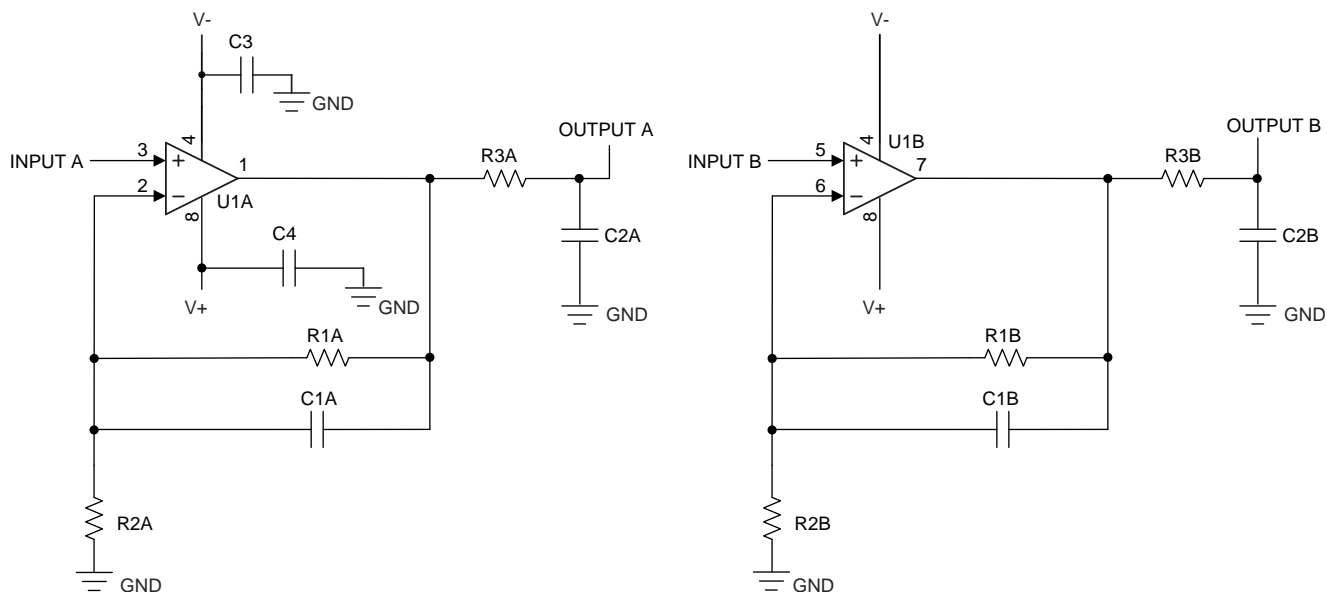 V-
C3
GND
4
INPUT A
3
+
1
2
−
U1A
8
C4
V+
GND
R3A
OUTPUT A
C2A
GND
R1A
C1A
R2A
GND
V-
4
U1B
INPUT B
5
+
7
6
−
8
V+
R3B
OUTPUT B
C2B
GND
R1B
C1B
R2B
GND